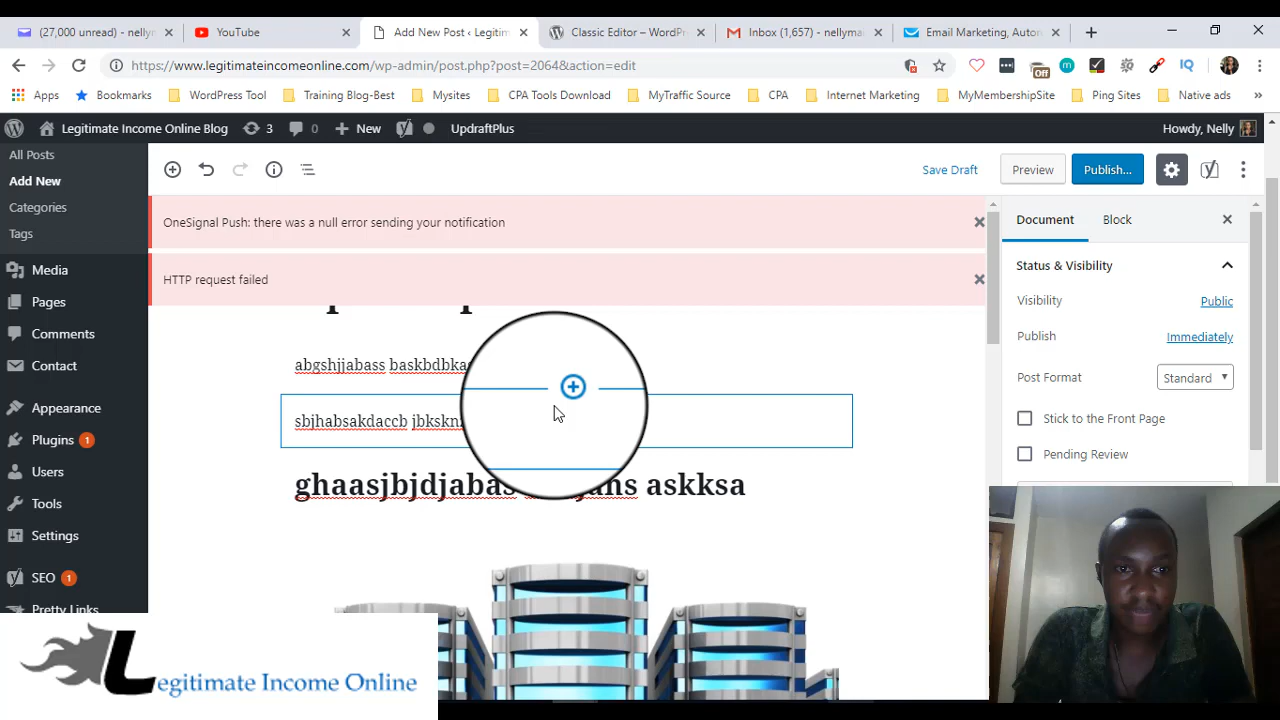 (27,000 unread) - nellyn
YouTube
Add New Post ‹ Legitim
Classic Editor – WordPr
Inbox (1,657) - nellyma
Email Marketing, Auton
https://www.legitimateincomeonline.com/wp-admin/post.php?post=2064&action=edit
Off
Apps
Bookmarks
WordPress Tool
Training Blog-Best
Mysites
CPA Tools Download
MyTraffic Source
CPA
Internet Marketing
MyMembershipSite
Ping Sites
Native ads
Legitimate Income Online Blog
3
0
New
UpdraftPlus
Howdy, Nelly
All Posts
Add New
Categories
Tags
Media
Pages
Comments
Contact
Appearance
Plugins 1
Users
Tools
Settings
SEO 1
Pretty Links
Save Draft
Preview
Publish...
OneSignal Push: there was a null error sending your notification
HTTP request failed
abgshjjabass
ghaasjbjdjabas
askksa
Document
Block
Status & Visibility
Visibility
Public
Publish
Immediately
Post Format
Standard
Stick to the Front Page
Pending Review
Legitimate Income Online